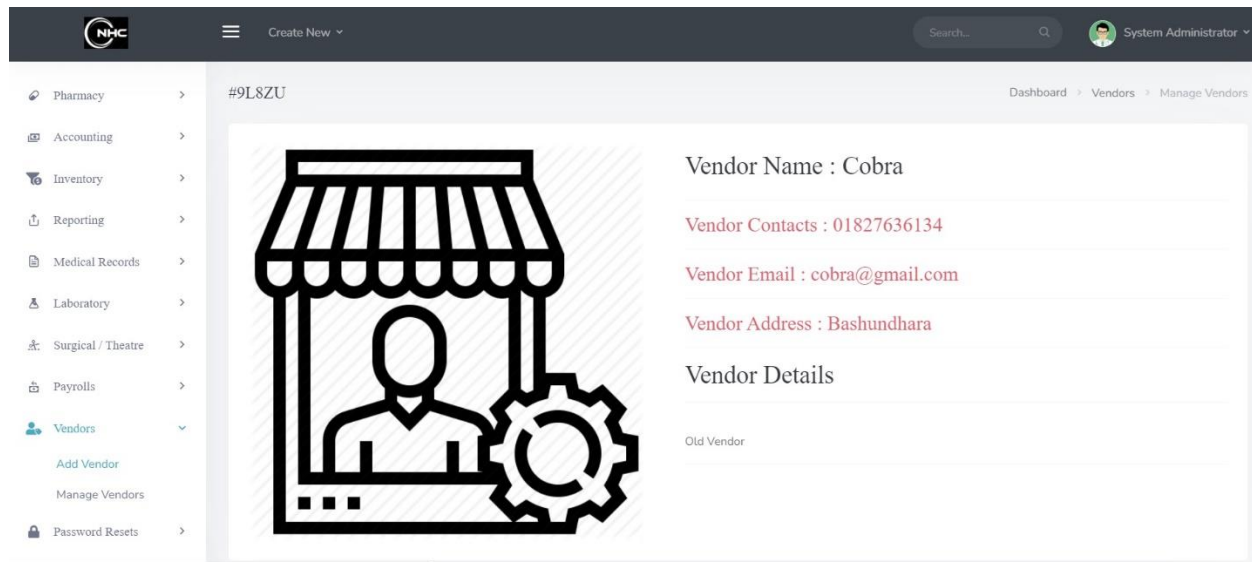 NHC
Create New
Search...
System Administrator
Pharmacy
Accounting
Inventory
Reporting
Medical Records
Laboratory
Surgical / Theatre
Payrolls
Vendors
Add Vendor
Manage Vendors
Password Resets
#9L8ZU
Dashboard > Vendors > Manage Vendors
Vendor Name : Cobra
Vendor Contacts : 01827636134
Vendor Email : cobra@gmail.com
Vendor Address : Bashundhara
Vendor Details
Old Vendor